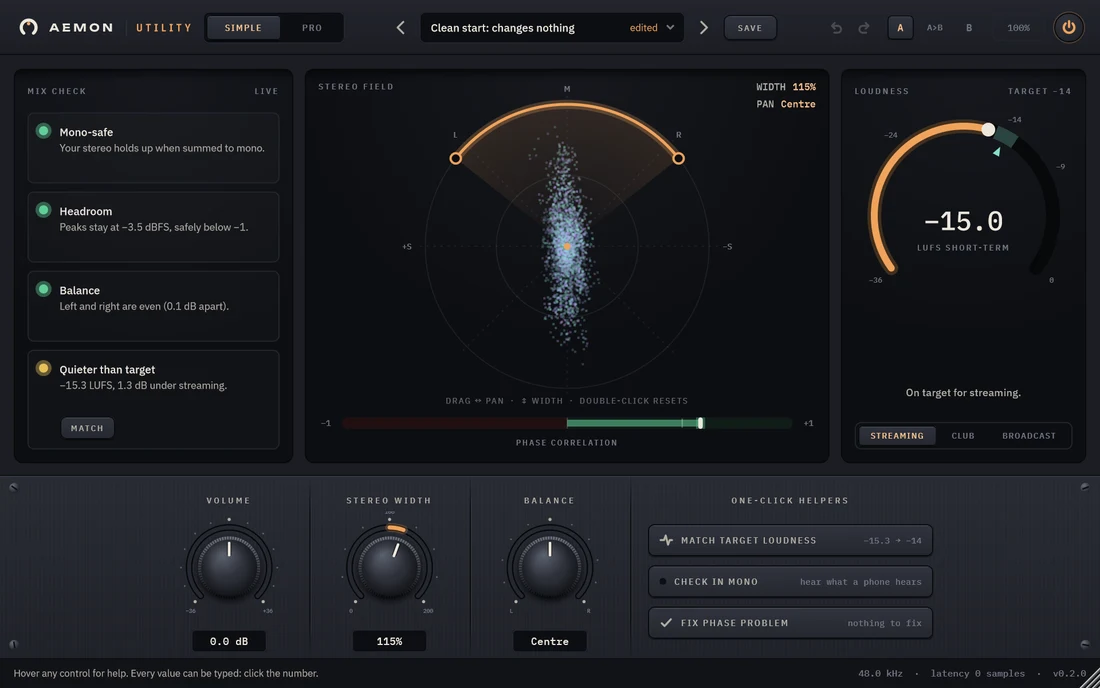 AEMON UTILITY SIMPLE PRO
Clean start: changes nothing edited
SAVE
A A>B B 100%
MIX CHECK LIVE
Mono-safe
Your stereo holds up when summed to mono.
Headroom
Peaks stay at −3.5 dBFS, safely below −1.
Balance
Left and right are even (0.1 dB apart).
Quieter than target
−15.3 LUFS, 1.3 dB under streaming.
MATCH
STEREO FIELD
WIDTH 115%
PAN Centre
M
L R
+S −S
DRAG ↔ PAN · ↕ WIDTH · DOUBLE-CLICK RESETS
−1 +1
PHASE CORRELATION
LOUDNESS TARGET −14
−14
−24
−9
−15.0
LUFS SHORT-TERM
−36 0
On target for streaming.
STREAMING CLUB BROADCAST
VOLUME
−36 +36
0.0 dB
STEREO WIDTH
100
0 200
115%
BALANCE
L R
Centre
ONE-CLICK HELPERS
MATCH TARGET LOUDNESS −15.3 → −14
CHECK IN MONO hear what a phone hears
FIX PHASE PROBLEM nothing to fix
Hover any control for help. Every value can be typed: click the number.
48.0 kHz · latency 0 samples · v0.2.0